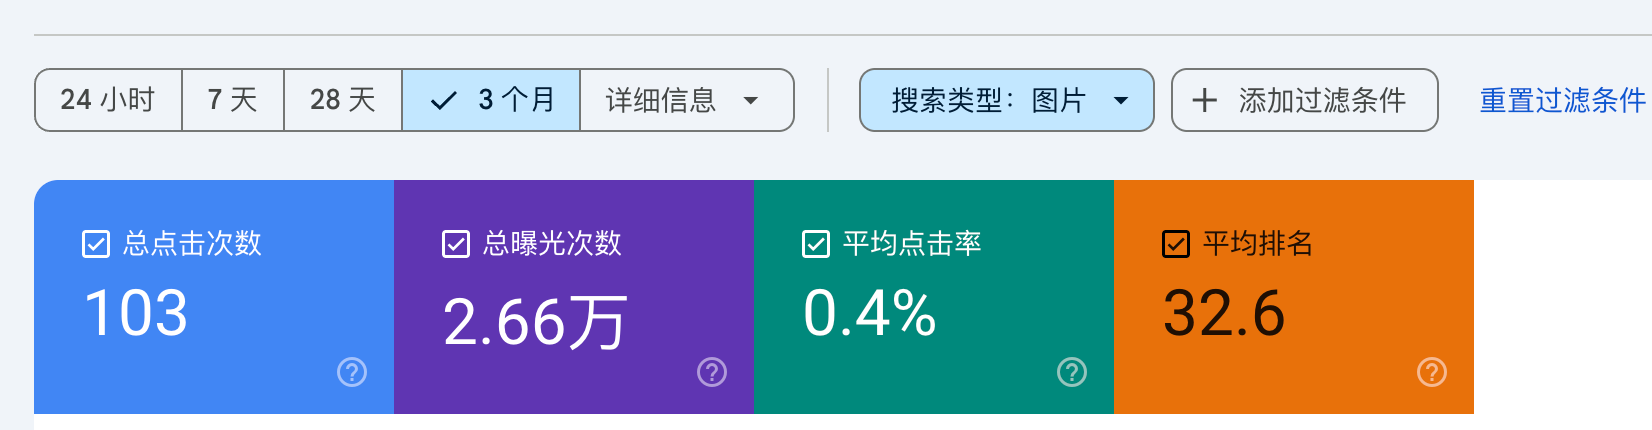 24 小时 7 天 28 天 3 个月 详细信息 搜索类型：图片 添加过滤条件 重置过滤条件
总点击次数 总曝光次数 平均点击率 平均排名
103 2.66万 0.4% 32.6